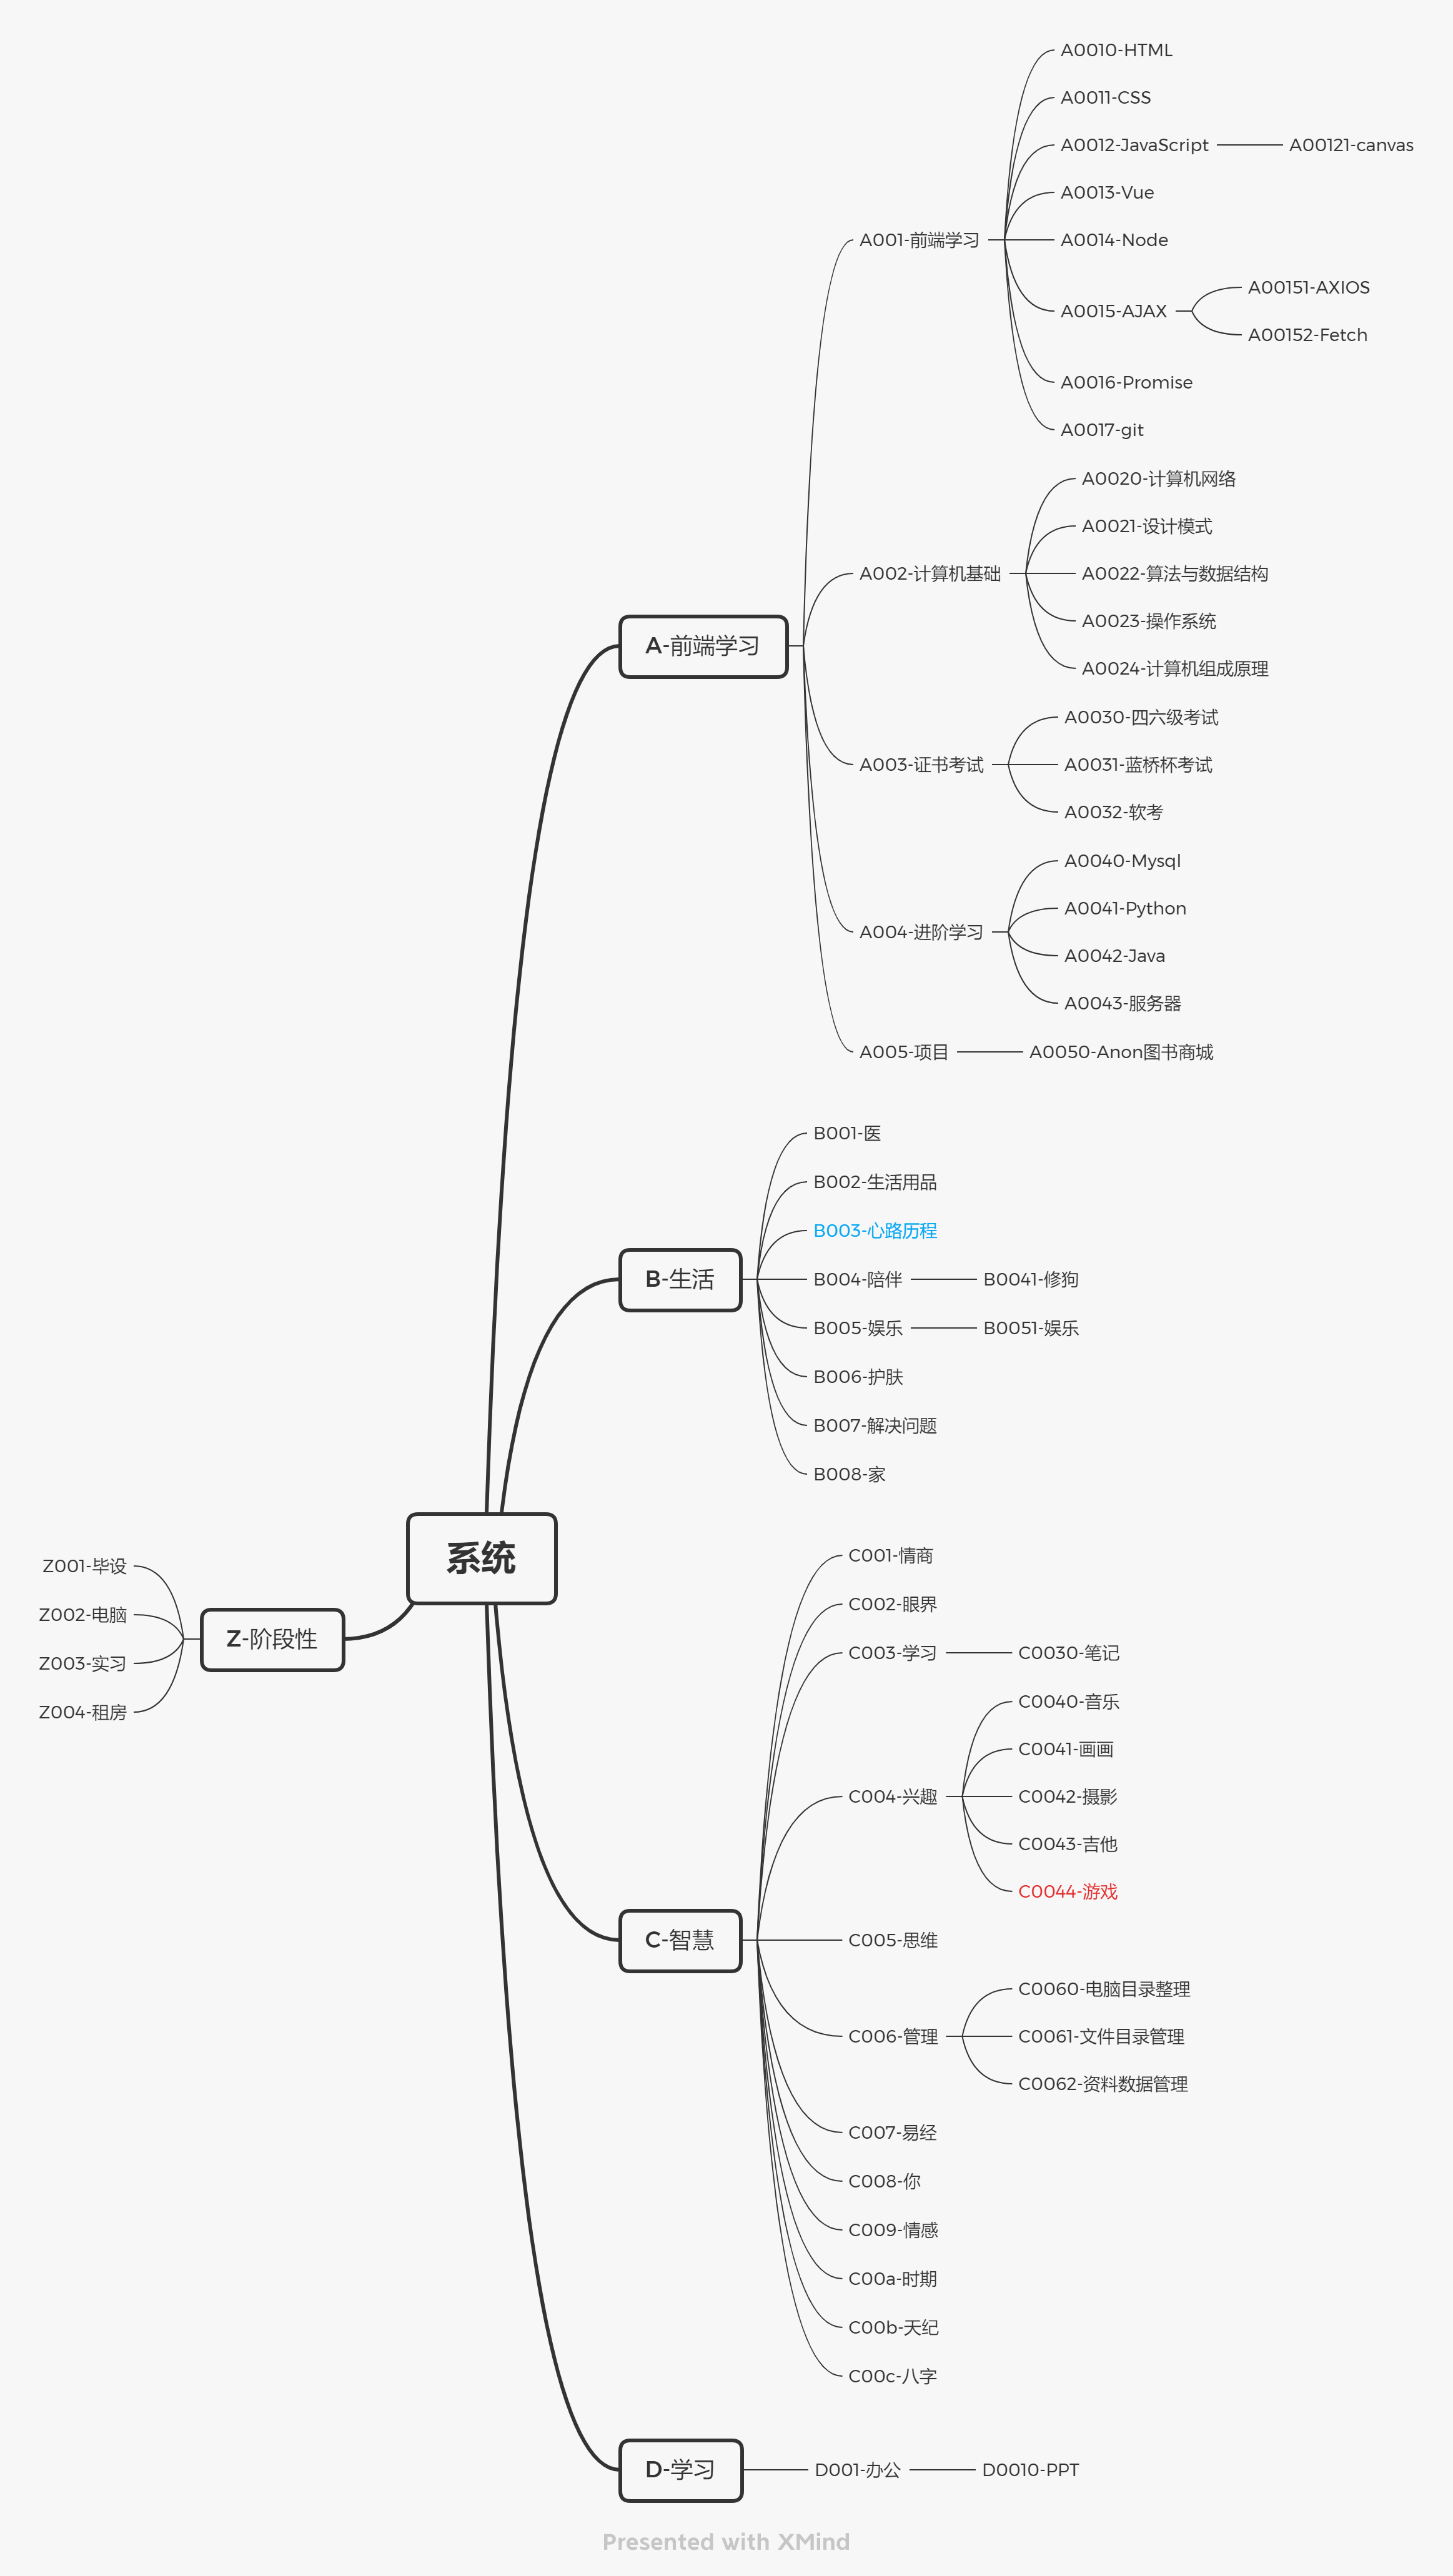 系统
A-前端学习
A001-前端学习
A0010-HTML
A0011-CSS
A0012-JavaScript
A00121-canvas
A0013-Vue
A0014-Node
A0015-AJAX
A00151-AXIOS
A00152-Fetch
A0016-Promise
A0017-git
A002-计算机基础
A0020-计算机网络
A0021-设计模式
A0022-算法与数据结构
A0023-操作系统
A0024-计算机组成原理
A003-证书考试
A0030-四六级考试
A0031-蓝桥杯考试
A0032-软考
A004-进阶学习
A0040-Mysql
A0041-Python
A0042-Java
A0043-服务器
A005-项目
A0050-Anon图书商城
B-生活
B001-医
B002-生活用品
B003-心路历程
B004-陪伴
B0041-修狗
B005-娱乐
B0051-娱乐
B006-护肤
B007-解决问题
B008-家
C-智慧
C001-情商
C002-眼界
C003-学习
C0030-笔记
C004-兴趣
C0040-音乐
C0041-画画
C0042-摄影
C0043-吉他
C0044-游戏
C005-思维
C006-管理
C0060-电脑目录整理
C0061-文件目录管理
C0062-资料数据管理
C007-易经
C008-你
C009-情感
C00a-时期
C00b-天纪
C00c-八字
D-学习
D001-办公
D0010-PPT
Z-阶段性
Z001-毕设
Z002-电脑
Z003-实习
Z004-租房
Presented with XMind